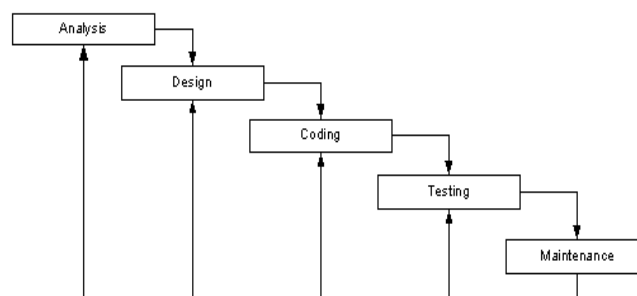 Analysis
Design
Coding
Testing
Maintenance